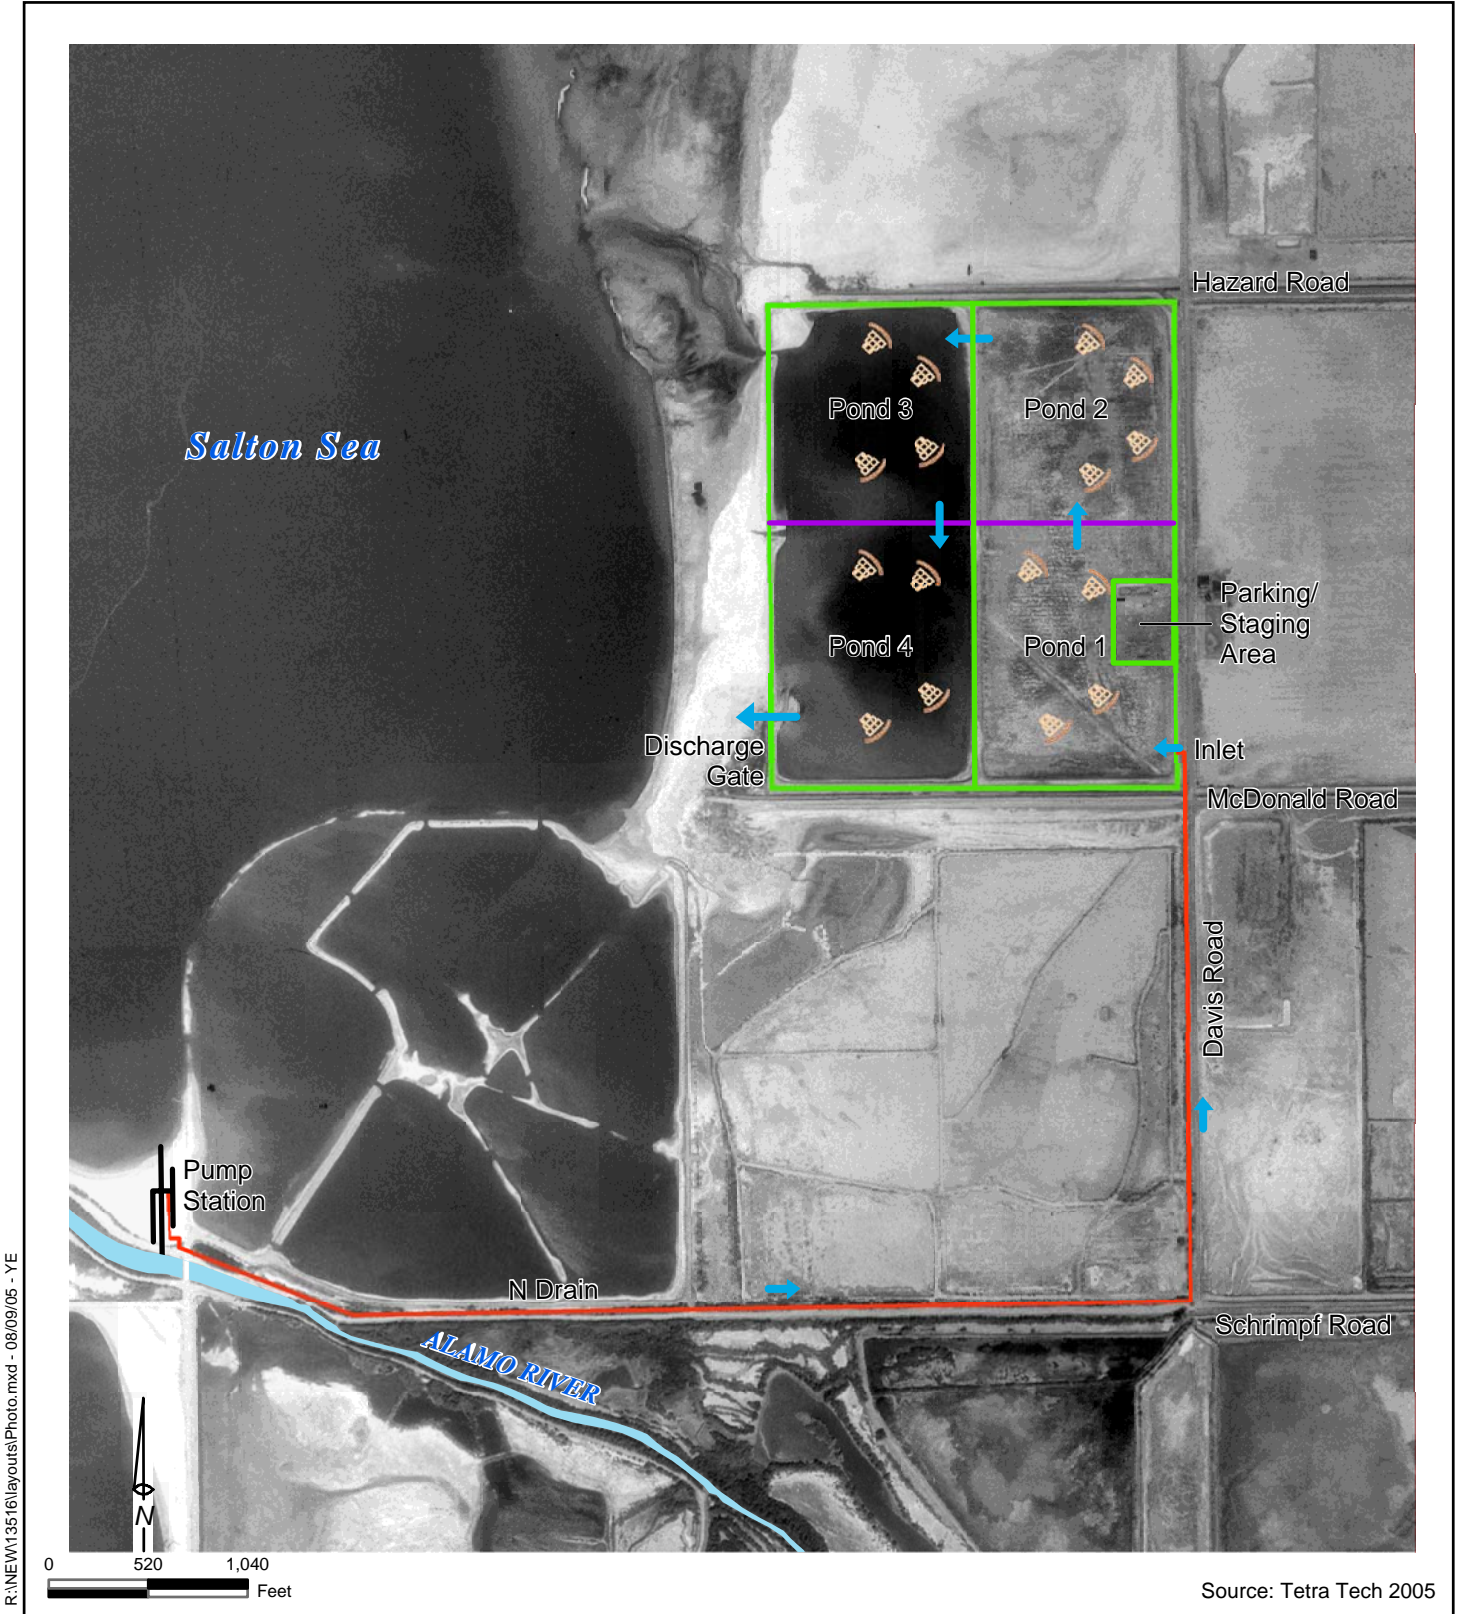 Hazard Road
Pond 3
Pond 2
Salton Sea
Parking/
Staging
Area
Pond 4
Pond 1
Discharge
Gate
Inlet
McDonald Road
Davis Road
Pump
Station
N Drain
Schrimpf Road
ALAMO RIVER
N
0 520 1,040
Feet
Source: Tetra Tech 2005
R:\NEW\13516\layouts\Photo.mxd - 08/09/05 - YE